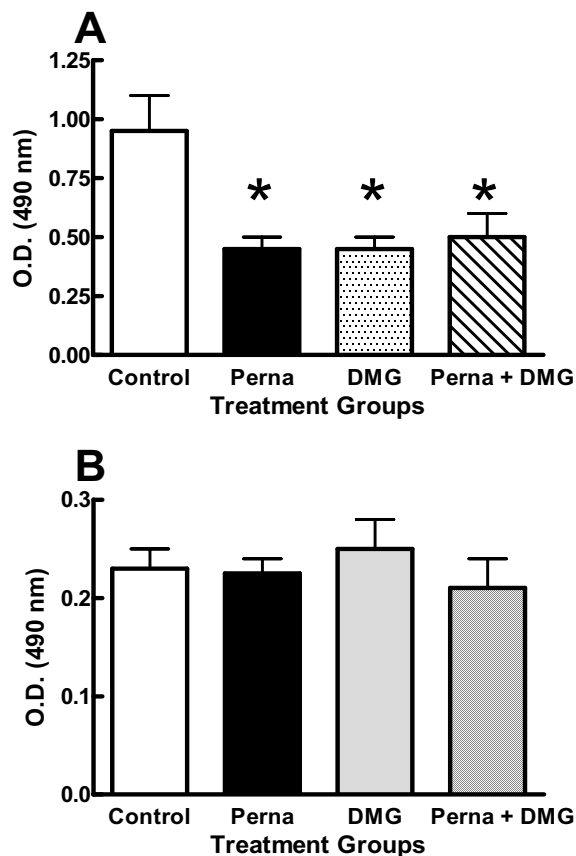 A
1.25
1.00
0.75
0.50
0.25
0.00
O.D. (490 nm)
* * *
Control Perna DMG Perna + DMG
Treatment Groups
B
0.3
0.2
0.1
0.0
O.D. (490 nm)
Control Perna DMG Perna + DMG
Treatment Groups